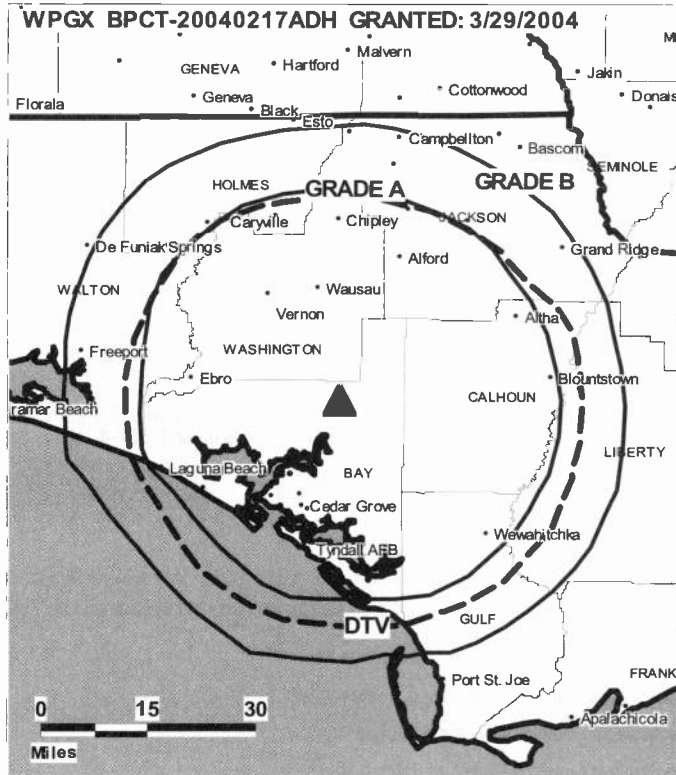 WPGX BPCT-20040217ADH GRANTED: 3/29/2004
Malvern
GENEVA
Hartford
Jakin
Cottonwood
Donals
Geneva
Florala
Black
Esto
Campbellton
Bascom
SEMINOLE
HOLMES
GRADE A
GRADE B
Caryville
Chipley
JACKSON
De Funiak Springs
Grand Ridge
Alford
WALTON
Wausau
Vernon
Altha
Freeport
WASHINGTON
Ebro
Blountstown
CALHOUN
ramar Beach
LIBERTY
Laguna Beach
BAY
Cedar Grove
Wewahitchka
Tyndall AFB
DTV
GULF
Port St. Joe
FRANK
0 15 30
Apalachicola
Miles